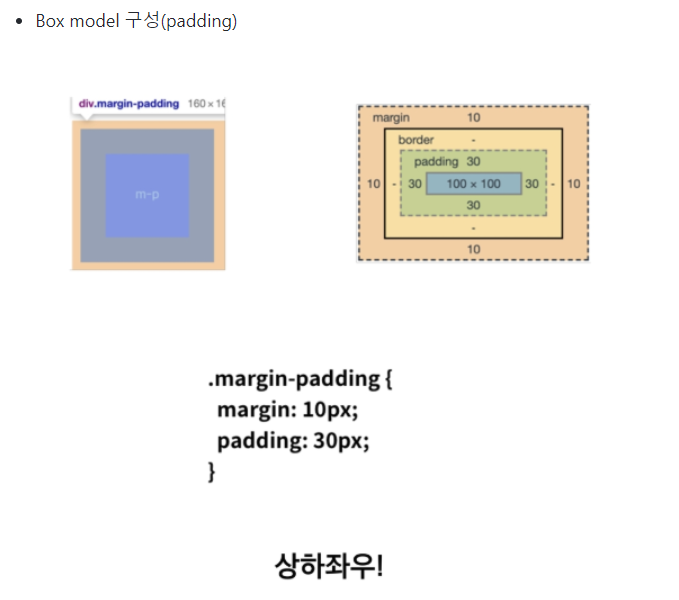 Box model 구성(padding)
div.margin-padding 160 × 16
m-p
margin 10
border -
padding 30
10 - 30 100 × 100 30 - 10
30
-
10
.margin-padding {
margin: 10px;
padding: 30px;
}
상하좌우!